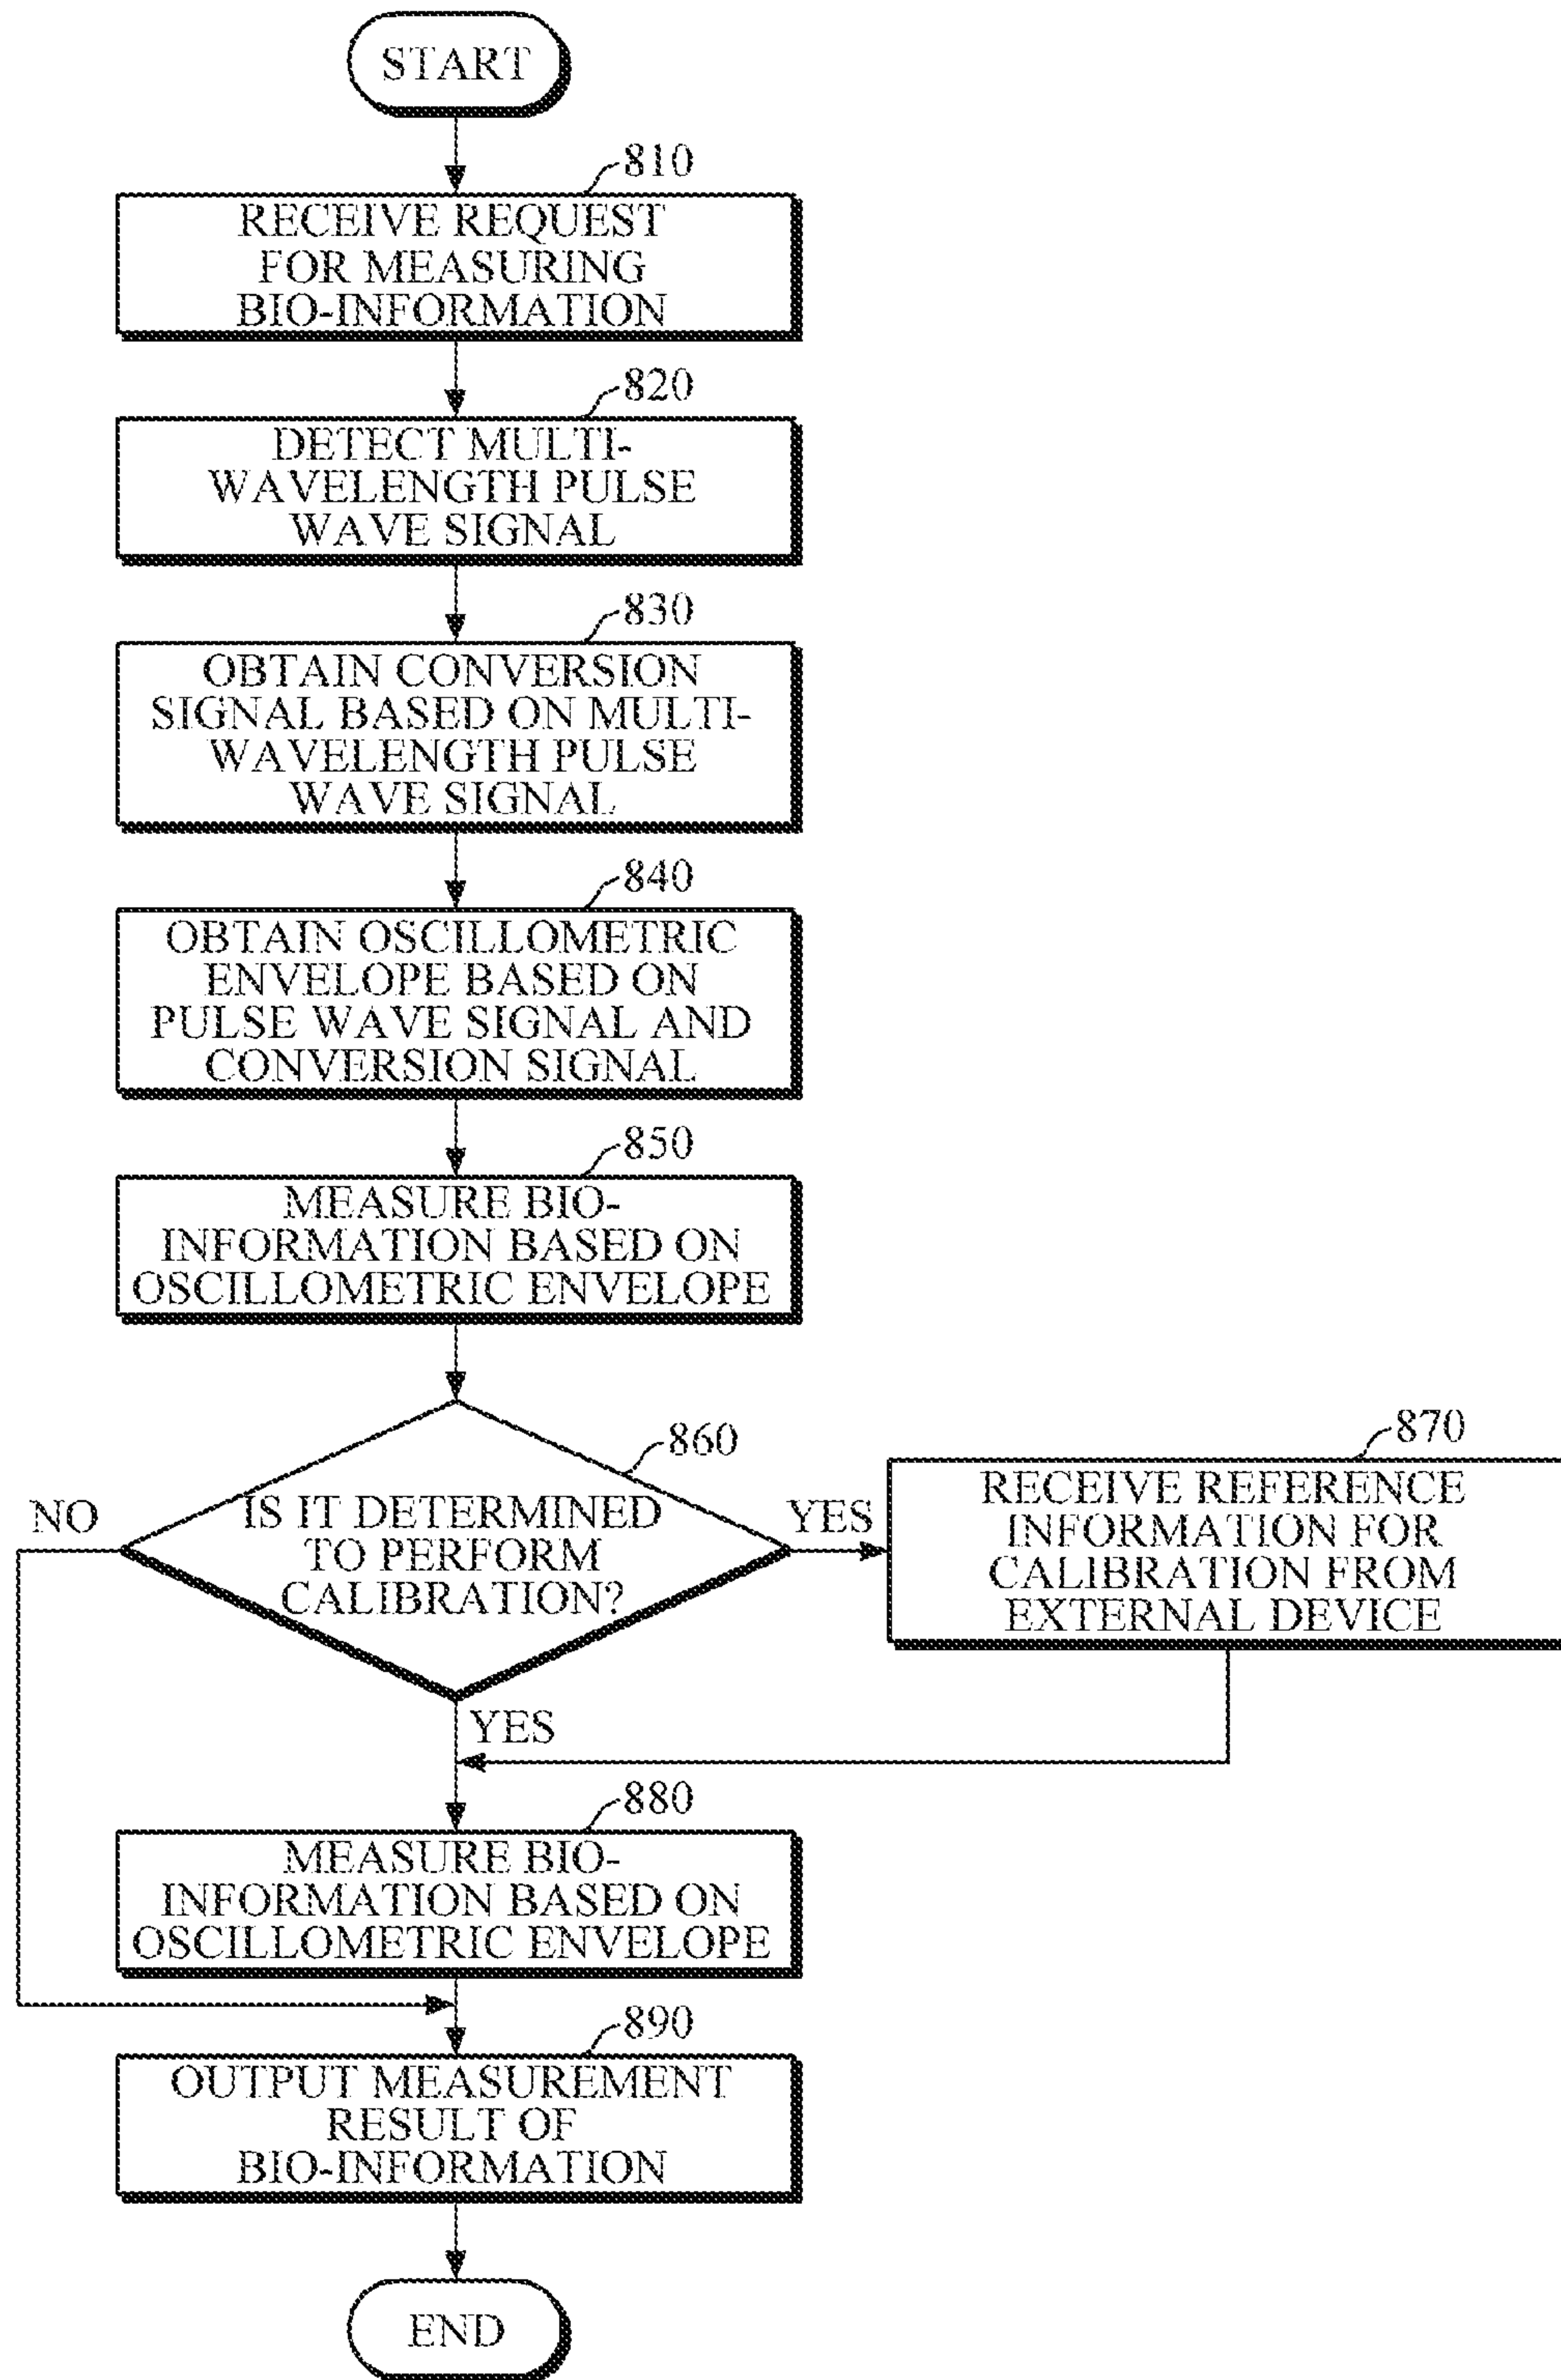 START
810
RECEIVE REQUEST
FOR MEASURING
BIO-INFORMATION
820
DETECT MULTI-
WAVELENGTH PULSE
WAVE SIGNAL
830
OBTAIN CONVERSION
SIGNAL BASED ON MULTI-
WAVELENGTH PULSE
WAVE SIGNAL
840
OBTAIN OSCILLOMETRIC
ENVELOPE BASED ON
PULSE WAVE SIGNAL AND
CONVERSION SIGNAL
850
MEASURE BIO-
INFORMATION BASED ON
OSCILLOMETRIC ENVELOPE
860
IS IT DETERMINED
TO PERFORM
CALIBRATION?
NO
YES
870
RECEIVE REFERENCE
INFORMATION FOR
CALIBRATION FROM
EXTERNAL DEVICE
YES
880
MEASURE BIO-
INFORMATION BASED ON
OSCILLOMETRIC ENVELOPE
890
OUTPUT MEASUREMENT
RESULT OF
BIO-INFORMATION
END